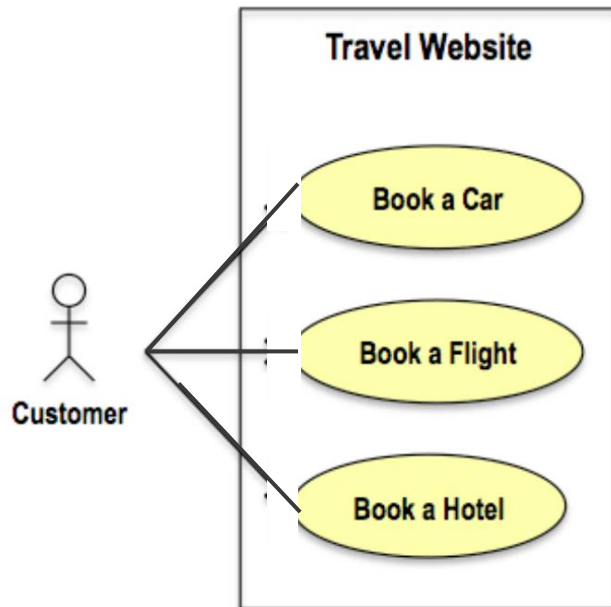 Travel Website
Book a Car
Book a Flight
Customer
Book a Hotel